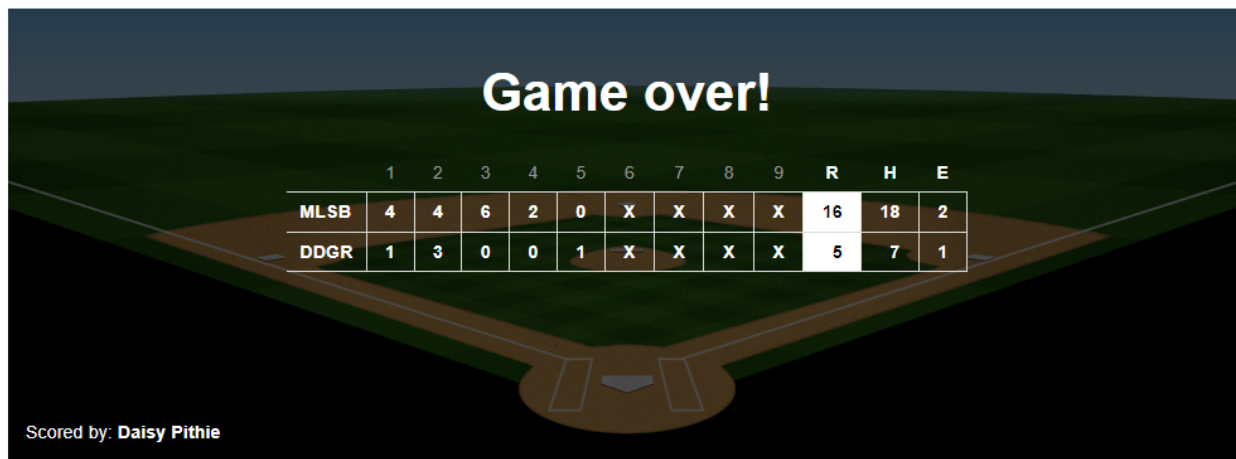 Game over!
1 2 3 4 5 6 7 8 9 R H E
MLSB 4 4 6 2 0 X X X X 16 18 2
DDGR 1 3 0 0 1 X X X X 5 7 1
Scored by: Daisy Pithie